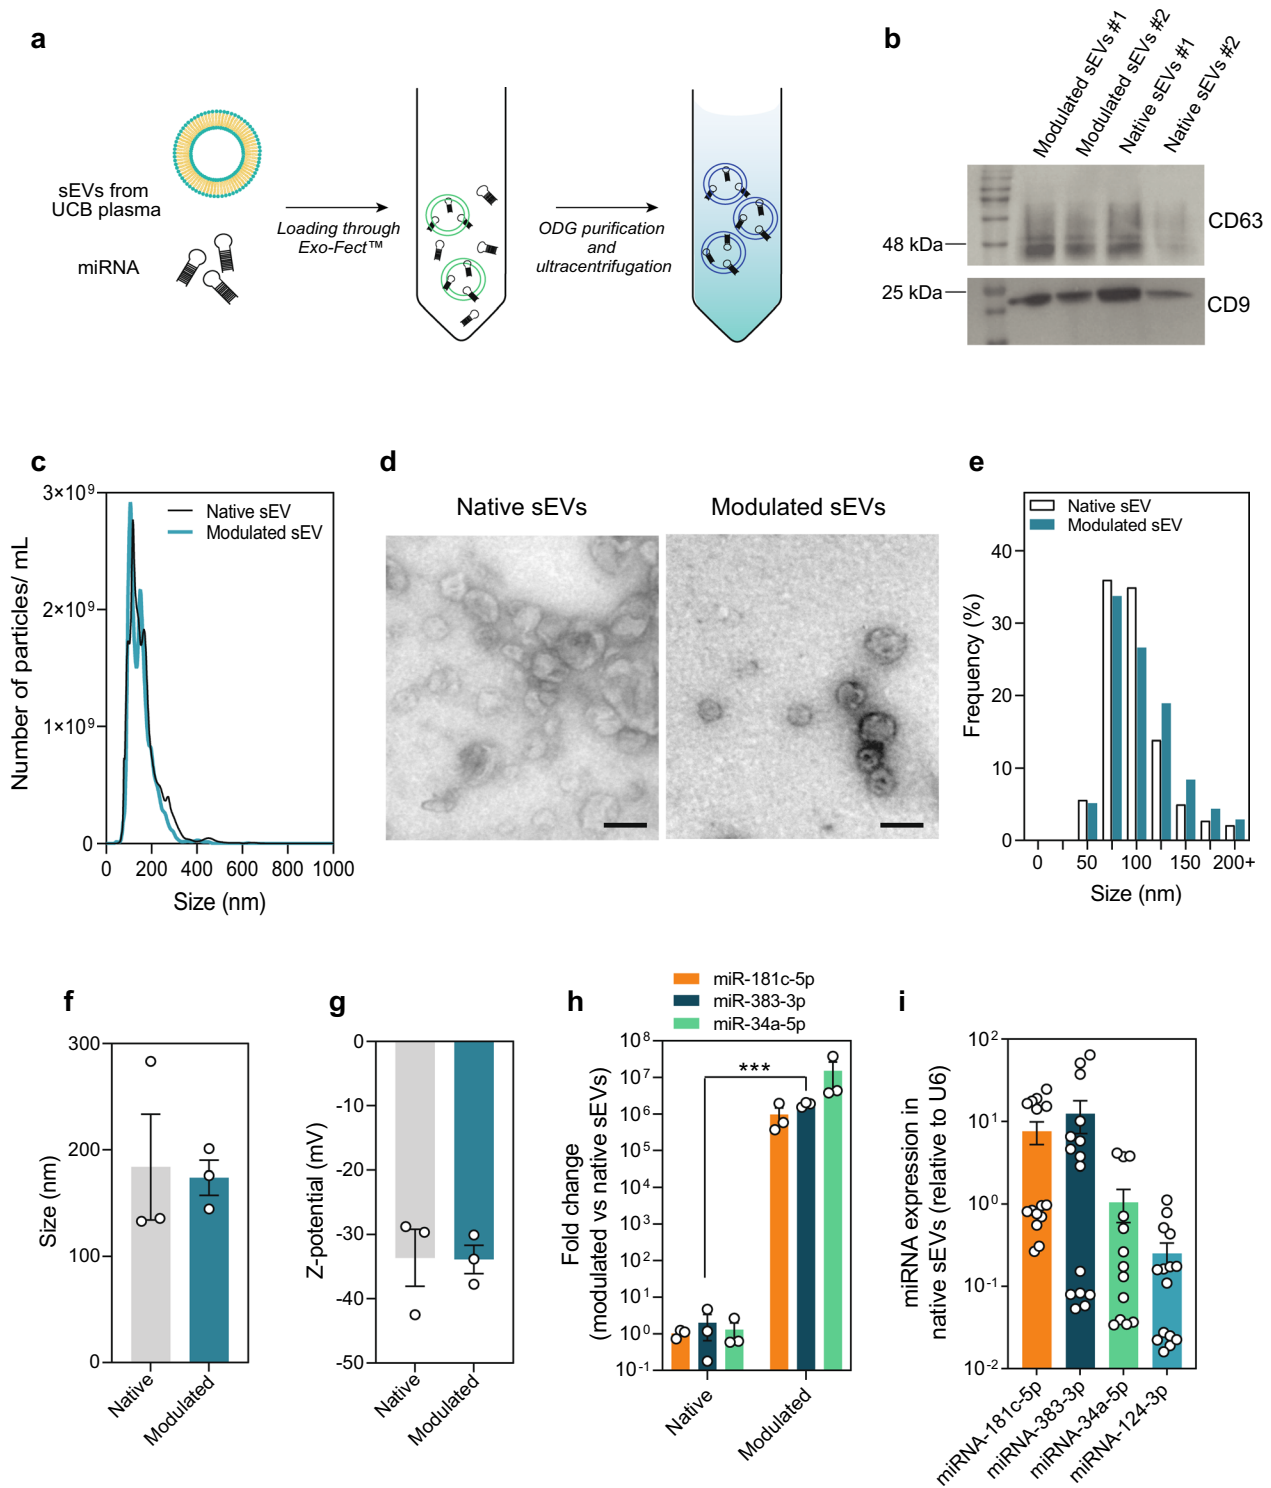 a
sEVs from
UCB plasma
miRNA
Loading through
Exo-Fect™
ODG purification
and
ultracentrifugation
b
Modulated sEVs #1
Modulated sEVs #2
Native sEVs #1
Native sEVs #2
48 kDa
CD63
25 kDa
CD9
c
Number of particles/ mL
3×10⁹
2×10⁹
1×10⁹
0
Native sEV
Modulated sEV
0 200 400 600 800 1000
Size (nm)
d
Native sEVs
Modulated sEVs
e
Frequency (%)
Native sEV
Modulated sEV
40
30
20
10
0
0 50 100 150 200+
Size (nm)
f
Size (nm)
300
200
100
0
Native
Modulated
g
Z-potential (mV)
0
-10
-20
-30
-40
-50
Native
Modulated
h
miR-181c-5p
miR-383-3p
miR-34a-5p
Fold change
(modulated vs native sEVs)
10⁸
10⁷
10⁶
10⁵
10⁴
10³
10²
10¹
10⁰
10⁻¹
***
Native
Modulated
i
miRNA expression in
native sEVs (relative to U6)
10²
10¹
10⁰
10⁻¹
10⁻²
miRNA-181c-5p
miRNA-383-3p
miRNA-34a-5p
miRNA-124-3p